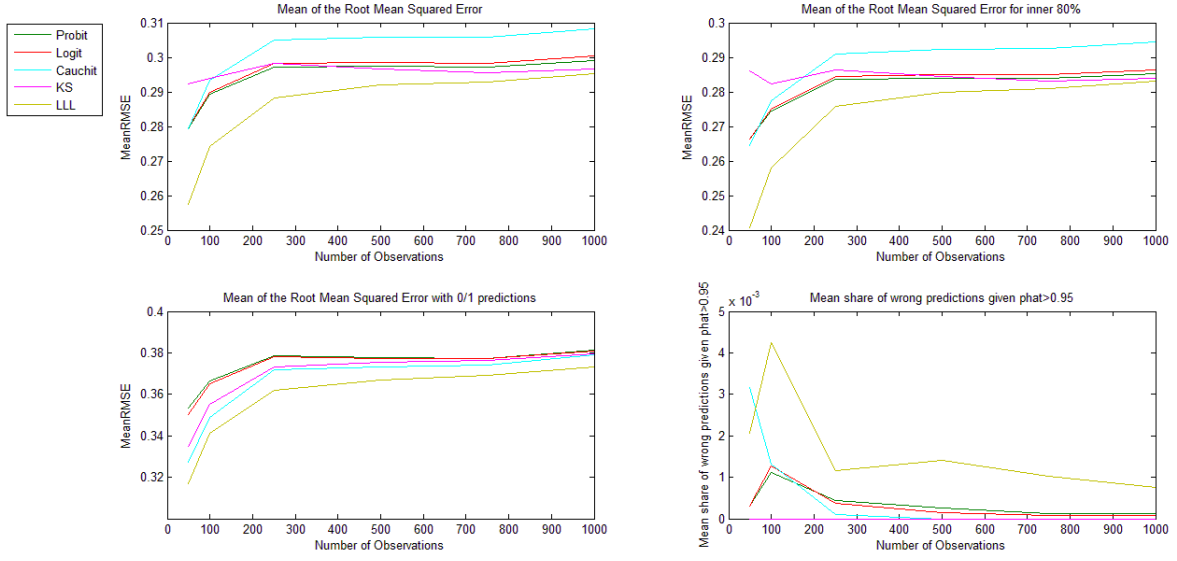 Probit
Logit
Cauchit
KS
LLL
Mean of the Root Mean Squared Error
MeanRMSE
0.31
0.3
0.29
0.28
0.27
0.26
0.25
0 100 200 300 400 500 600 700 800 900 1000
Number of Observations
Mean of the Root Mean Squared Error for inner 80%
MeanRMSE
0.3
0.29
0.28
0.27
0.26
0.25
0.24
0 100 200 300 400 500 600 700 800 900 1000
Number of Observations
Mean of the Root Mean Squared Error with 0/1 predictions
MeanRMSE
0.4
0.38
0.36
0.34
0.32
0 100 200 300 400 500 600 700 800 900 1000
Number of Observations
Mean share of wrong predictions given phat>0.95
Mean share of wrong predictions given phat>0.95
x 10-3
5
4
3
2
1
0
0 100 200 300 400 500 600 700 800 900 1000
Number of Observations